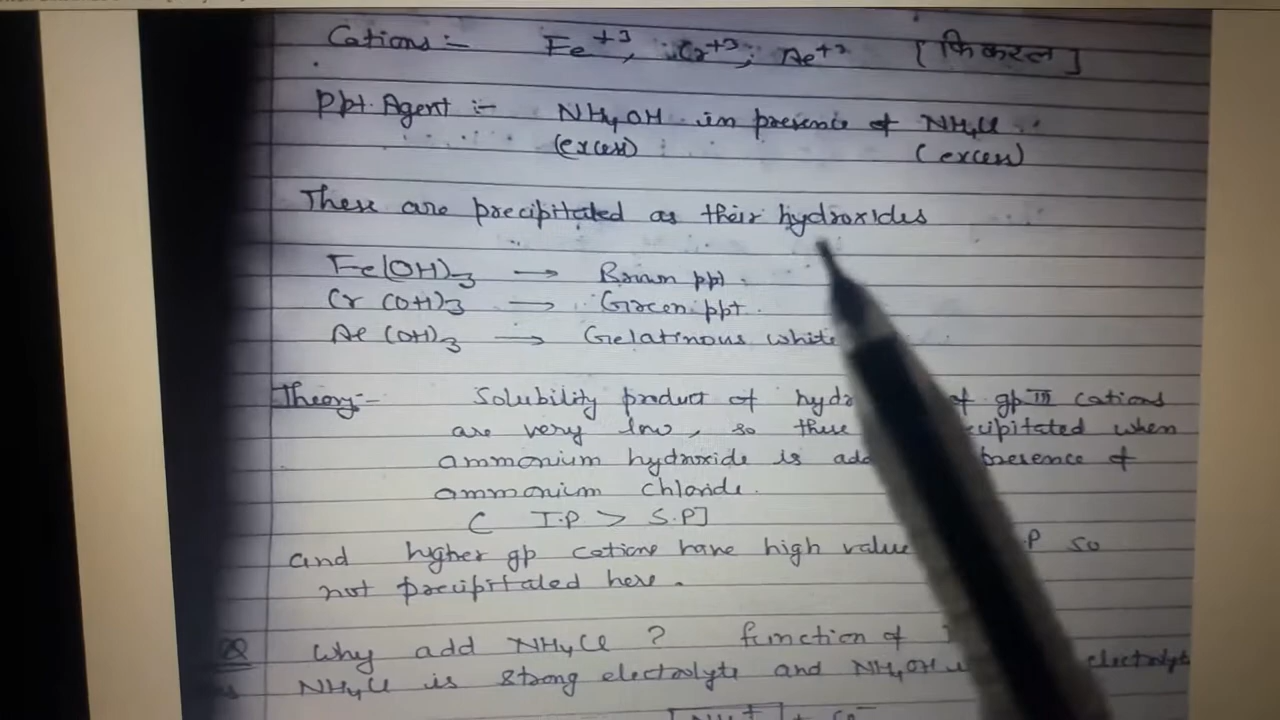 Cations :- Fe+3, Cr+3; Al+3 [फिकरल]
ppt. Agent :- NH4OH in presence of NH4Cl
(excess) (excess)
These are precipitated as their hydroxides
Fe(OH)3 → Brown ppt.
Cr (OH)3 → Green ppt.
Al (OH)3 → Gelatinous white
Theory:- Solubility product of of gp III cations
are very low, so these when
ammonium hydroxide is presence of
ammonium chloride.
( I.P > S.P]
and higher gp cations have high value P so
not precipitated here.
Q Why add NH4Cl ? function of
NH4Cl is strong electrolyte and NH4OH electrolyte